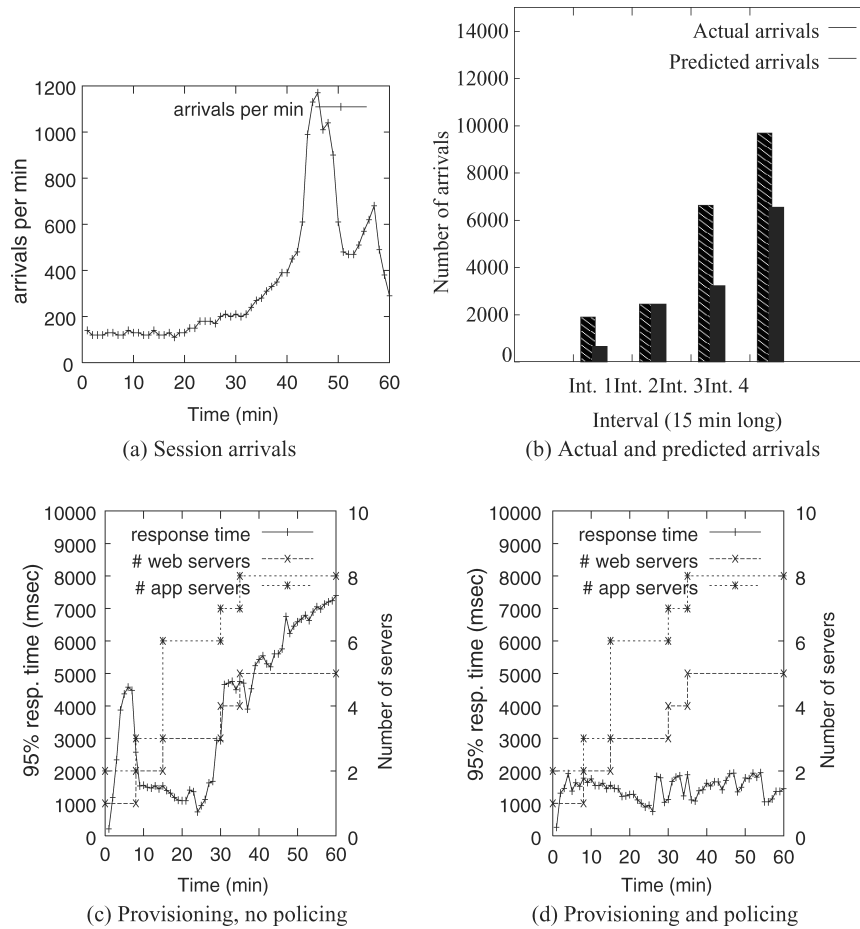 1200
1000
800
600
400
200
0
arrivals per min
arrivals per min
0 10 20 30 40 50 60
Time (min)
(a) Session arrivals
14000
12000
10000
8000
6000
4000
2000
0
Number of arrivals
Actual arrivals
Predicted arrivals
Int. 1Int. 2Int. 3Int. 4
Interval (15 min long)
(b) Actual and predicted arrivals
10000
9000
8000
7000
6000
5000
4000
3000
2000
1000
0
95% resp. time (msec)
response time
# web servers
# app servers
10
8
6
4
2
0
Number of servers
0 10 20 30 40 50 60
Time (min)
(c) Provisioning, no policing
10000
9000
8000
7000
6000
5000
4000
3000
2000
1000
0
95% resp. time (msec)
response time
# web servers
# app servers
10
8
6
4
2
0
Number of servers
0 10 20 30 40 50 60
Time (min)
(d) Provisioning and policing